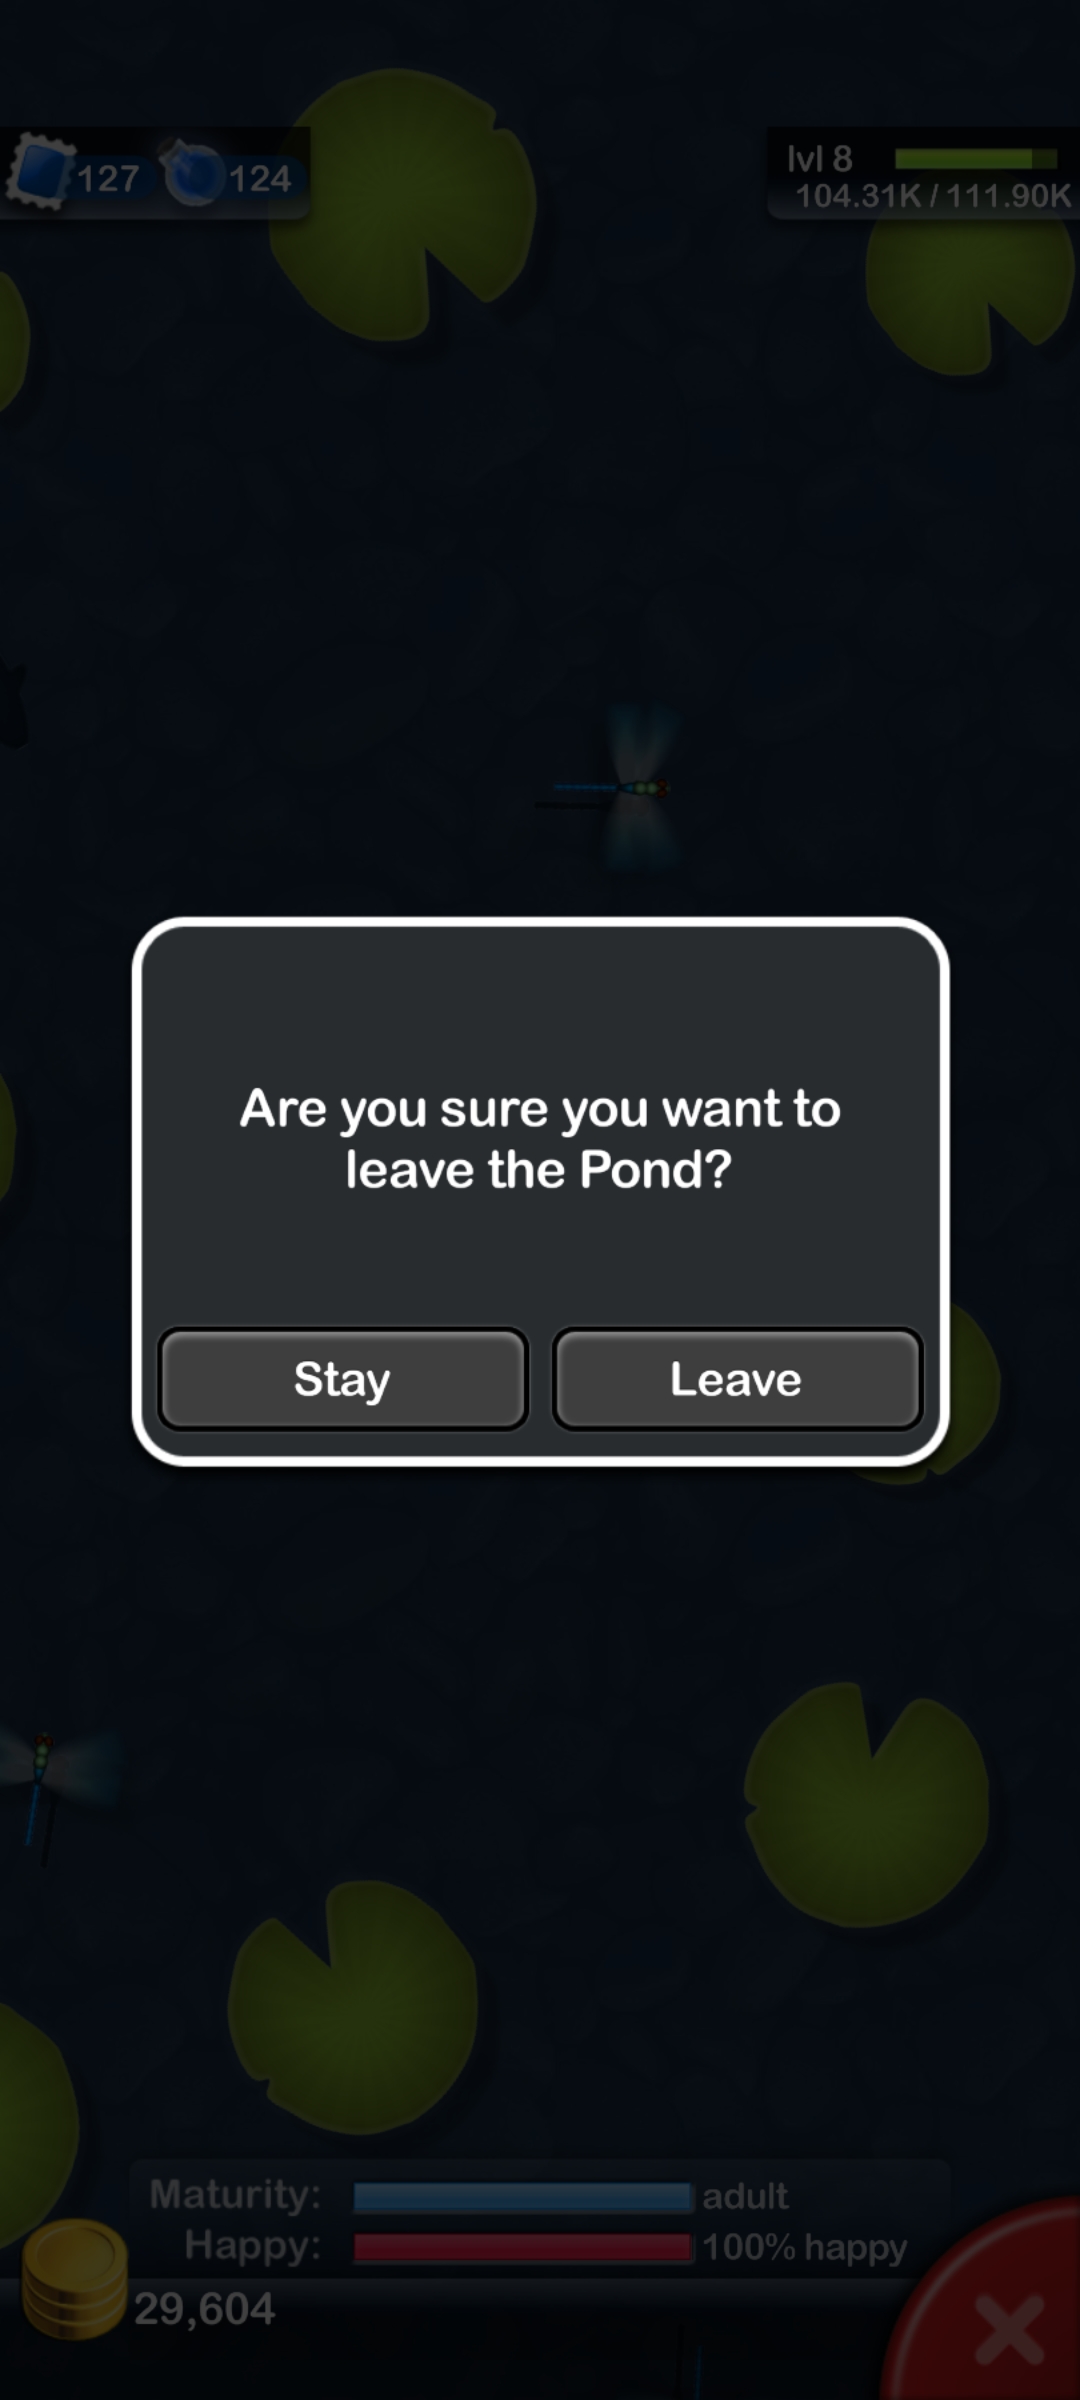 127 124
lvl 8
104.31K / 111.90K
Are you sure you want to
leave the Pond?
Stay Leave
Maturity: adult
Happy: 100% happy
29,604